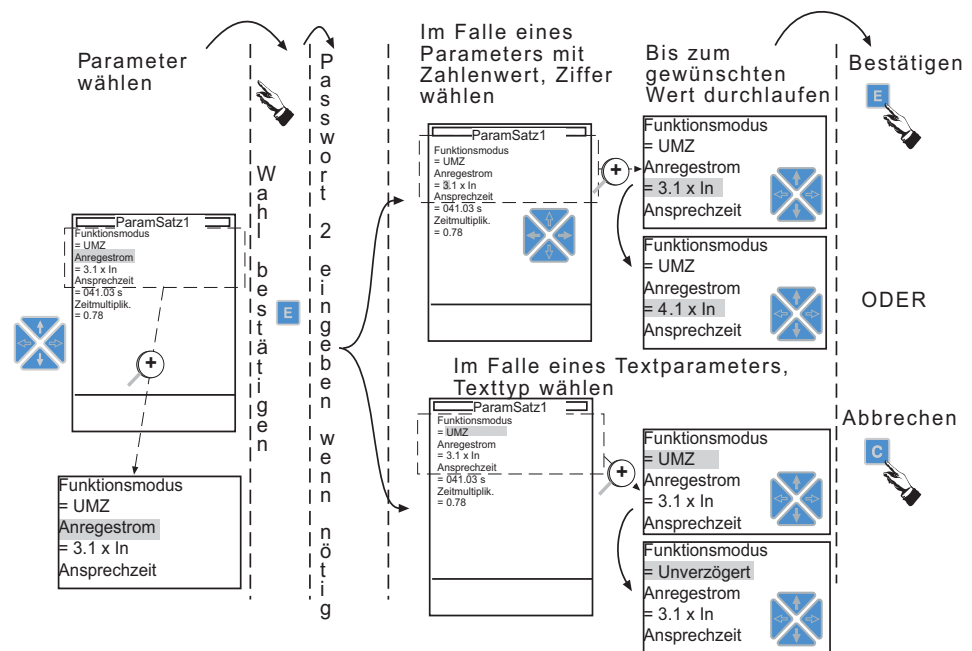 Parameter
wählen
ParamSatz1
Funktionsmodus
= UMZ
Anregestrom
= 3.1 x In
Ansprechzeit
= 041.03 s
Zeitmultiplik.
= 0.78
Funktionsmodus
= UMZ
Anregestrom
= 3.1 x In
Ansprechzeit
Wahl bestätigen
E
Passwort 2 eingeben wenn nötig
Im Falle eines
Parameters mit
Zahlenwert, Ziffer
wählen
ParamSatz1
Funktionsmodus
= UMZ
Anregestrom
= 3.1 x In
Ansprechzeit
= 041.03 s
Zeitmultiplik.
= 0.78
Bis zum
gewünschten
Wert durchlaufen
Funktionsmodus
= UMZ
Anregestrom
= 3.1 x In
Ansprechzeit
Funktionsmodus
= UMZ
Anregestrom
= 4.1 x In
Ansprechzeit
Im Falle eines Textparameters,
Texttyp wählen
ParamSatz1
Funktionsmodus
= UMZ
Anregestrom
= 3.1 x In
Ansprechzeit
= 041.03 s
Zeitmultiplik.
= 0.78
Funktionsmodus
= UMZ
Anregestrom
= 3.1 x In
Ansprechzeit
Funktionsmodus
= Unverzögert
Anregestrom
= 3.1 x In
Ansprechzeit
Bestätigen
E
ODER
Abbrechen
C